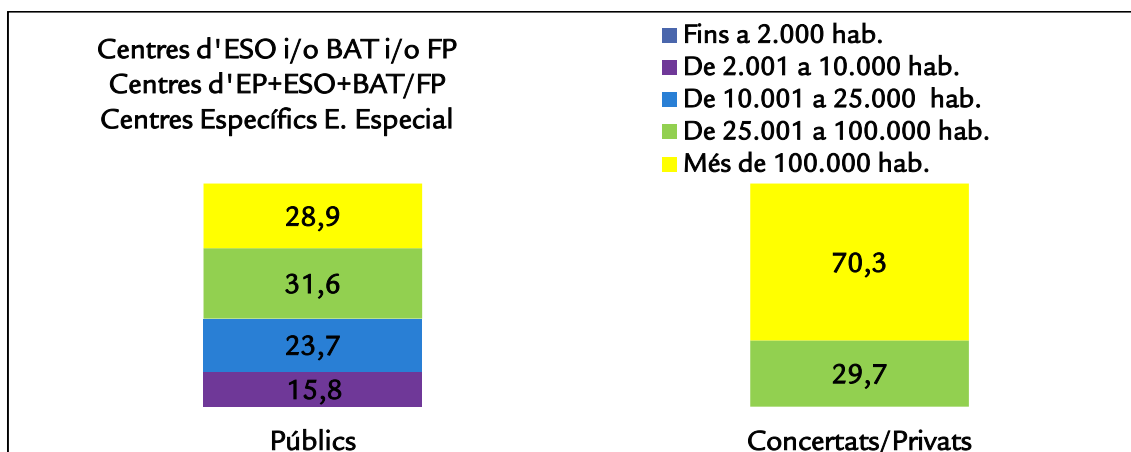 Centres d'ESO i/o BAT i/o FP
Centres d'EP+ESO+BAT/FP
Centres Específics E. Especial
Fins a 2.000 hab.
De 2.001 a 10.000 hab.
De 10.001 a 25.000 hab.
De 25.001 a 100.000 hab.
Més de 100.000 hab.
28,9
31,6
23,7
15,8
Públics
70,3
29,7
Concertats/Privats